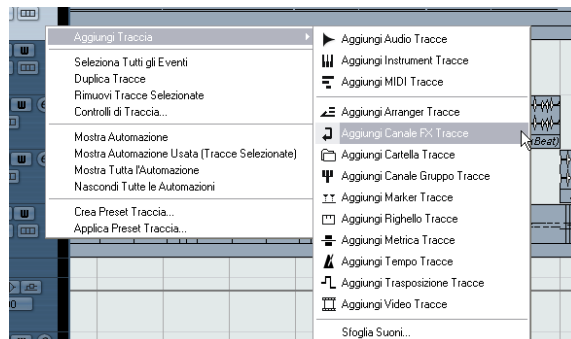 Aggiungi Traccia
Seleziona Tutti gli Eventi
Duplica Tracce
Rimuovi Tracce Selezionate
Controlli di Traccia...
Mostra Automazione
Mostra Automazione Usata (Tracce Selezionate)
Mostra Tutta l'Automazione
Nascondi Tutte le Automazioni
Crea Preset Traccia...
Applica Preset Traccia...
Aggiungi Audio Tracce
Aggiungi Instrument Tracce
Aggiungi MIDI Tracce
Aggiungi Arranger Tracce
Aggiungi Canale FX Tracce
Aggiungi Cartella Tracce
Aggiungi Canale Gruppo Tracce
Aggiungi Marker Tracce
Aggiungi Righello Tracce
Aggiungi Metrica Tracce
Aggiungi Tempo Tracce
Aggiungi Trasposizione Tracce
Aggiungi Video Tracce
Sfoglia Suoni...
Beat)